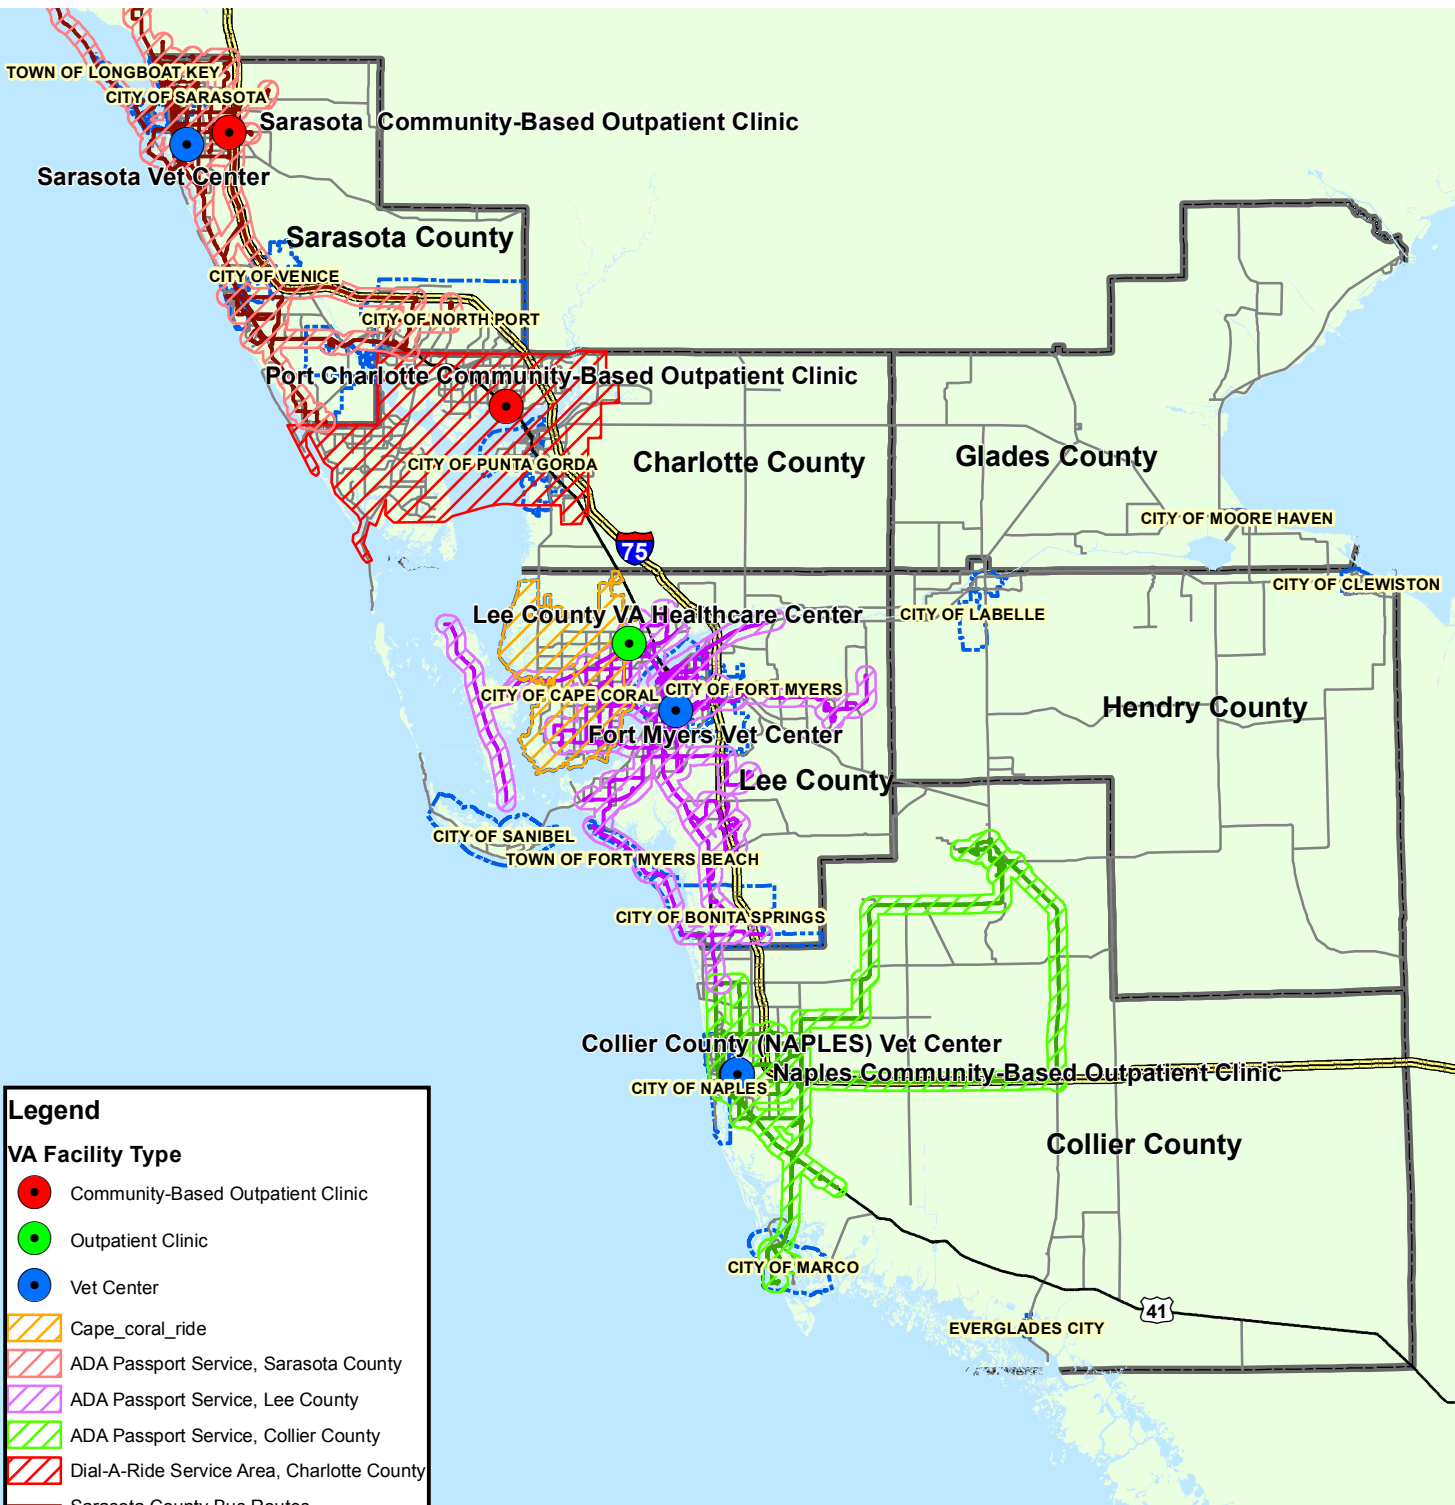 TOWN OF LONGBOAT KEY
CITY OF SARASOTA
Sarasota Community-Based Outpatient Clinic
Sarasota Vet Center
Sarasota County
CITY OF VENICE
CITY OF NORTH PORT
Port Charlotte Community-Based Outpatient Clinic
CITY OF PUNTA GORDA
Charlotte County
Glades County
CITY OF MOORE HAVEN
75
CITY OF CLEWISTON
CITY OF LABELLE
Lee County VA Healthcare Center
CITY OF CAPE CORAL
CITY OF FORT MYERS
Hendry County
Fort Myers Vet Center
Lee County
CITY OF SANIBEL
TOWN OF FORT MYERS BEACH
CITY OF BONITA SPRINGS
Collier County (NAPLES) Vet Center
Naples Community-Based Outpatient Clinic
CITY OF NAPLES
Collier County
CITY OF MARCO
41
EVERGLADES CITY
Legend
VA Facility Type
Community-Based Outpatient Clinic
Outpatient Clinic
Vet Center
Cape_coral_ride
ADA Passport Service, Sarasota County
ADA Passport Service, Lee County
ADA Passport Service, Collier County
Dial-A-Ride Service Area, Charlotte County
Sarasota County Bus Routes